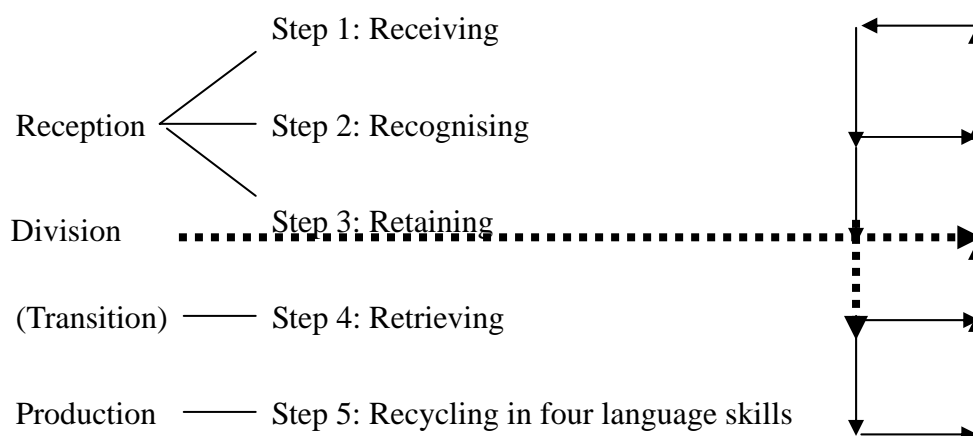 Step 1: Receiving
Reception Step 2: Recognising
Step 3: Retaining
Division
(Transition) Step 4: Retrieving
Production Step 5: Recycling in four language skills